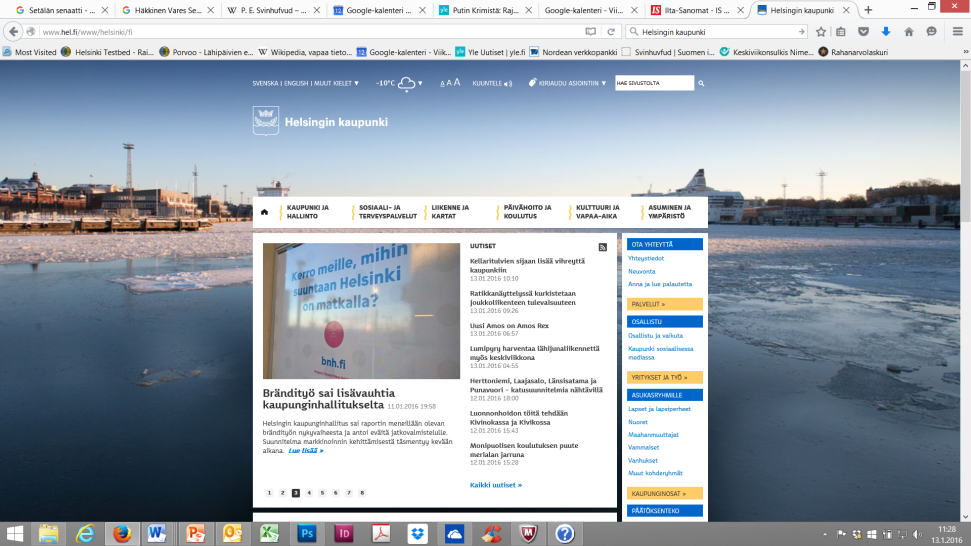 Setälän senaatti –
Häkkinen Vares Se...
P. E. Svinhufvud – ...
Google-kalenteri ...
Putin Krimistä: Raj...
Google-kalenteri - Vii...
Ilta-Sanomat - IS ...
Helsingin kaupunki
www.hel.fi/www/helsinki/fi
Helsingin kaupunki
Most Visited
Helsinki Testbed - Rai...
Porvoo - Lähipäivien e...
Wikipedia, vapaa tieto...
Google-kalenteri - Viik...
Yle Uutiset | yle.fi
Nordean verkkopankki
Svinhufvud | Suomen i...
Keskiviikonsulkis Nime...
Rahanarvolaskuri
SVENSKA | ENGLISH | MUUT KIELET
-10°C
A A A
KUUNTELE
KIRJAUDU ASIOINTIIN
HAE SIVUSTOLTA
Helsingin kaupunki
KAUPUNKI JA
HALLINTO
SOSIAALI- JA
TERVEYSPALVELUT
LIIKENNE JA
KARTAT
PÄIVÄHOITO JA
KOULUTUS
KULTTUURI JA
VAPAA-AIKA
ASUMINEN JA
YMPÄRISTÖ
Kerro meille, mihin
suuntaan Helsinki
on matkalla?
bnh.fi
Bränditvö sai lisävauhtia
kaupunginhallitukselta 11.01.2016 19:58
Helsingin kaupunginhallitus sai raportin meneillään olevan
brändityön nykyvaiheesta ja antoi eväitä jatkovalmistelulle.
Suunnitelma markkinoinnin kehittämisestä täsmentyy kevään
aikana. Lue lisää »
1 2 3 4 5 6 7 8
UUTISET
Kellaritulvien sijaan lisää vihreyttä
kaupunkiin
13.01.2016 10:10
Ratikkanäyttelyssä kurkistetaan
joukkoliikenteen tulevaisuuteen
13.01.2016 09:26
Uusi Amos on Amos Rex
13.01.2016 06:57
Lumipyry harventaa lähijunaliikennettä
myös keskiviikkona
13.01.2016 04:55
Herttoniemi, Laajasalo, Länsisatama ja
Punavuori - katusuunnitelmia nähtävillä
12.01.2016 18:00
Luonnonhoidon töitä tehdään
Kivinokassa ja Kivikossa
12.01.2016 15:43
Monipuolisen koulutuksen puute
merialan jarruna
12.01.2016 15:28
Kaikki uutiset »
OTA YHTEYTTÄ
Yhteystiedot
Neuvonta
Anna ja lue palautetta
PALVELUT »
OSALLISTU
Osallistu ja vaikuta
Kaupunki sosiaalisessa
mediassa
YRITYKSET JA TYÖ »
ASUKASRYHMILLE
Lapset ja lapsiperheet
Nuoret
Maahanmuuttajat
Vammaiset
Vanhukset
Muut kohderyhmät
KAUPUNGINOSAT »
PÄÄTÖKSENTEKO
11:28
13.1.2016